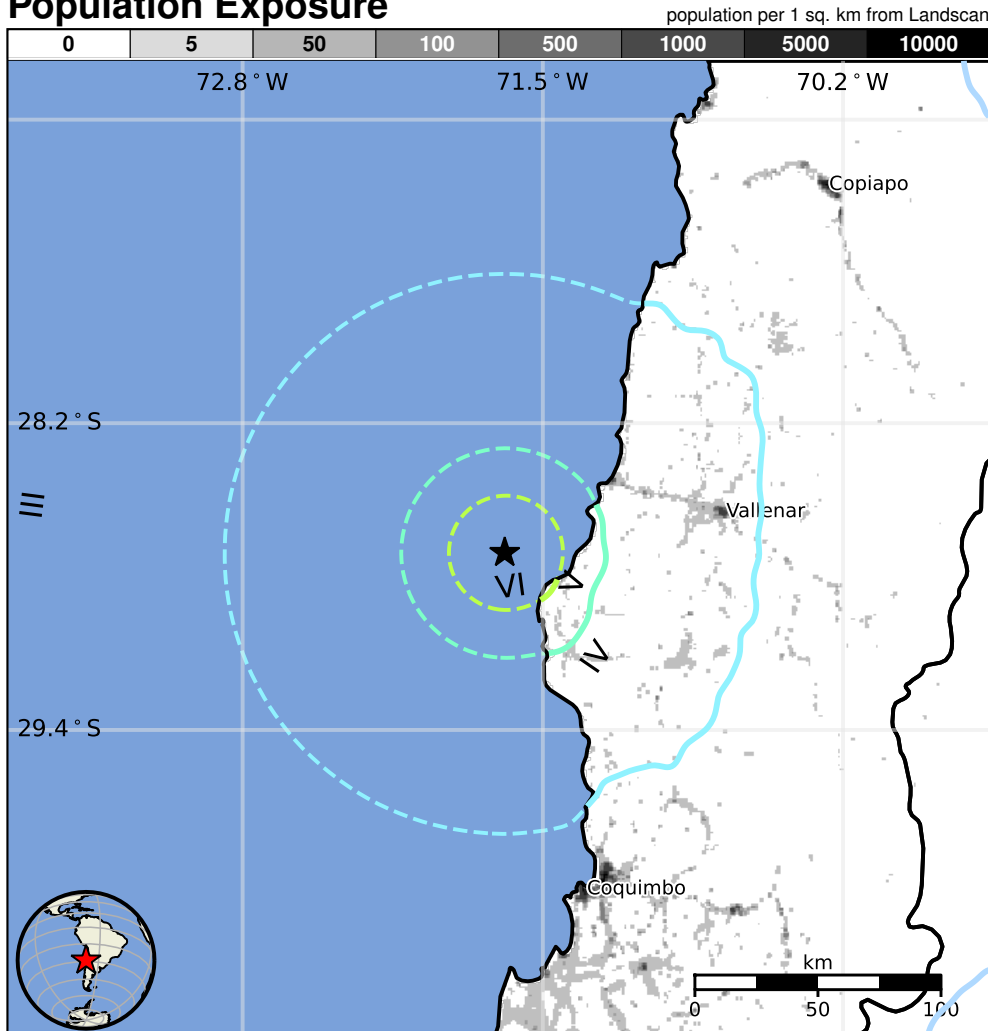 Population Exposure
population per 1 sq. km from Landscan
0 5 50 100 500 1000 5000 10000
72.8°W 71.5°W 70.2°W
Copiapo
28.2°S
III
Vallenar
VI V
IV
29.4°S
Coquimbo
km
0 50 100